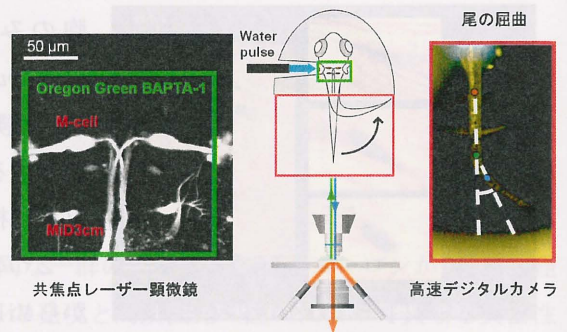 50 µm
Oregon Green BAPTA-1
M-cell
MiD3cm
共焦点レーザー顕微鏡
Water
pulse
尾の屈曲
高速デジタルカメラ